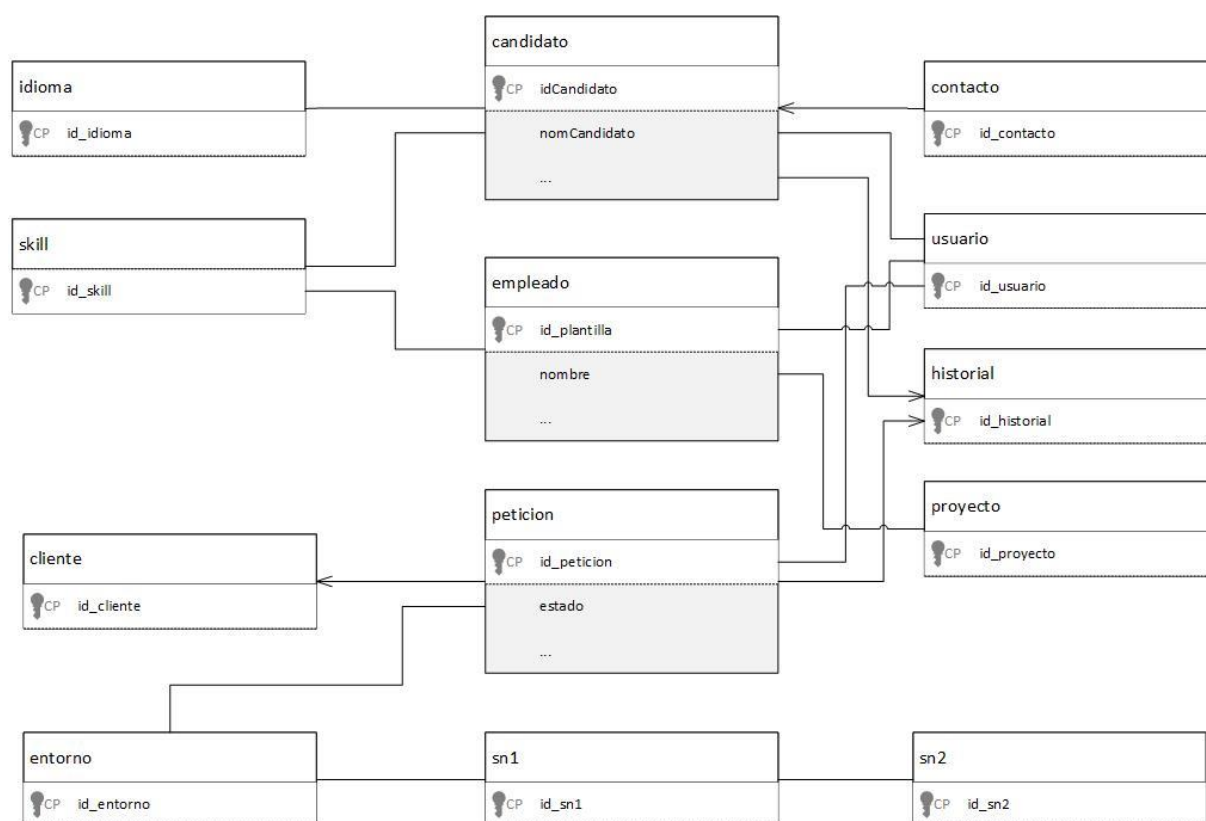 candidato
CP idCandidato
nomCandidato
...
idioma
CP id_idioma
contacto
CP id_contacto
skill
CP id_skill
usuario
CP id_usuario
empleado
CP id_plantilla
nombre
...
historial
CP id_historial
peticion
CP id_peticion
estado
...
proyecto
CP id_proyecto
cliente
CP id_cliente
entorno
CP id_entorno
sn1
CP id_sn1
sn2
CP id_sn2